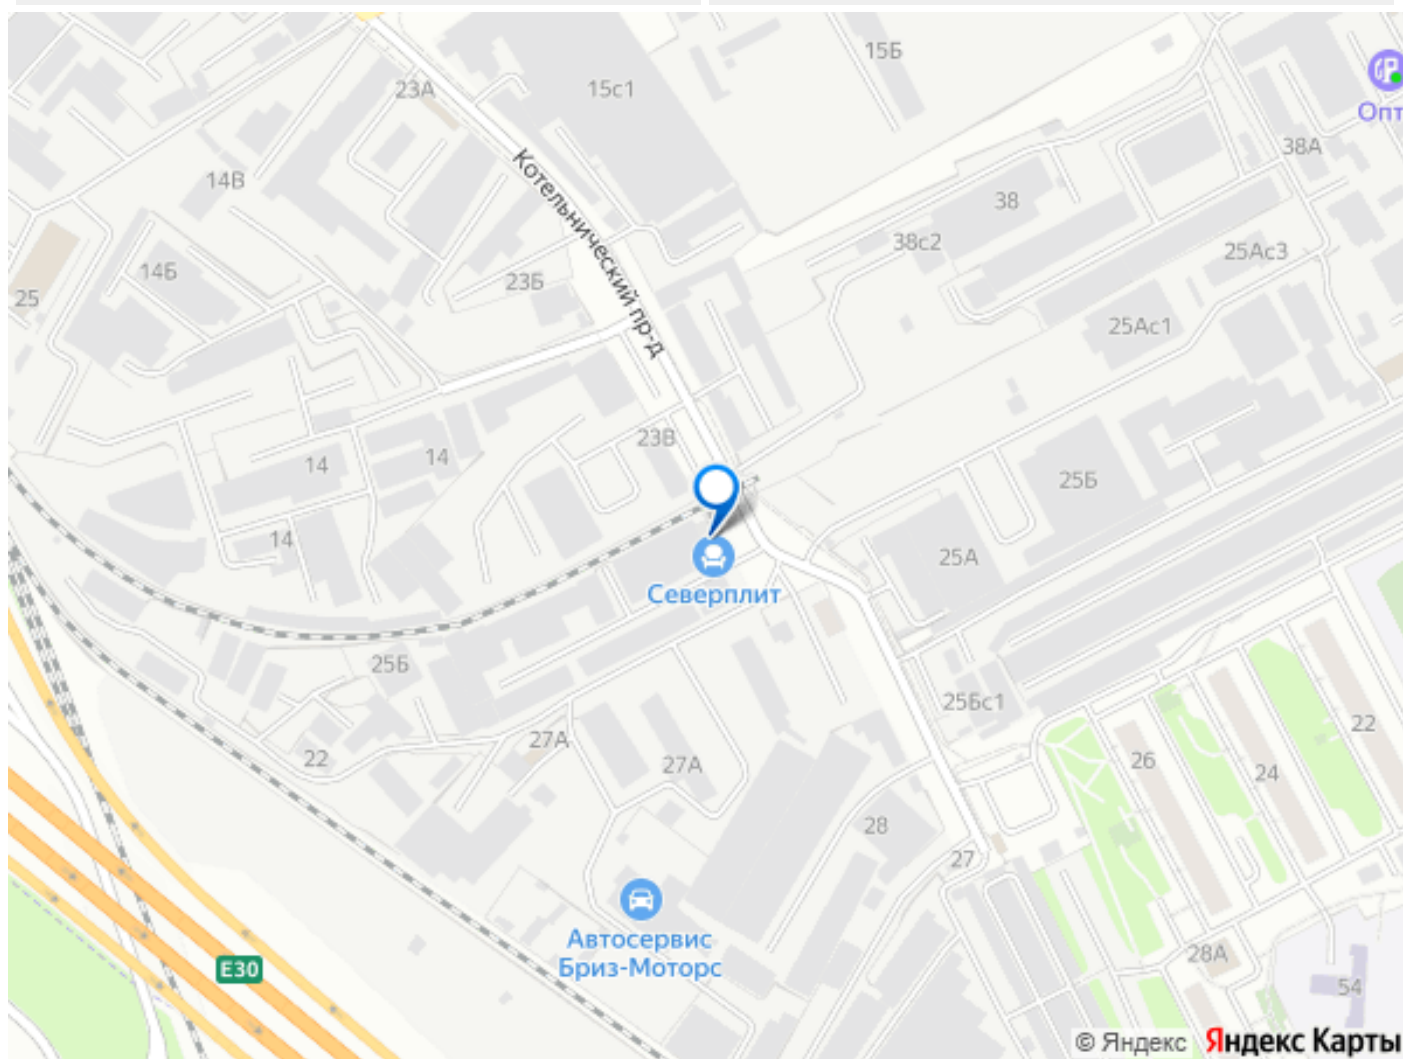 15Б
23А
15с1
Опт
38А
14В
Котельнический пр-д
38
38с2
25Ас3
14Б
23Б
25
25Ас1
23В
14
14
25Б
14
25А
Северплит
25Б
25Бс1
22
27А
22
26
27А
24
28
27
Автосервис
Бриз-Моторс
28А
E30
54
© Яндекс
Яндекс Карты